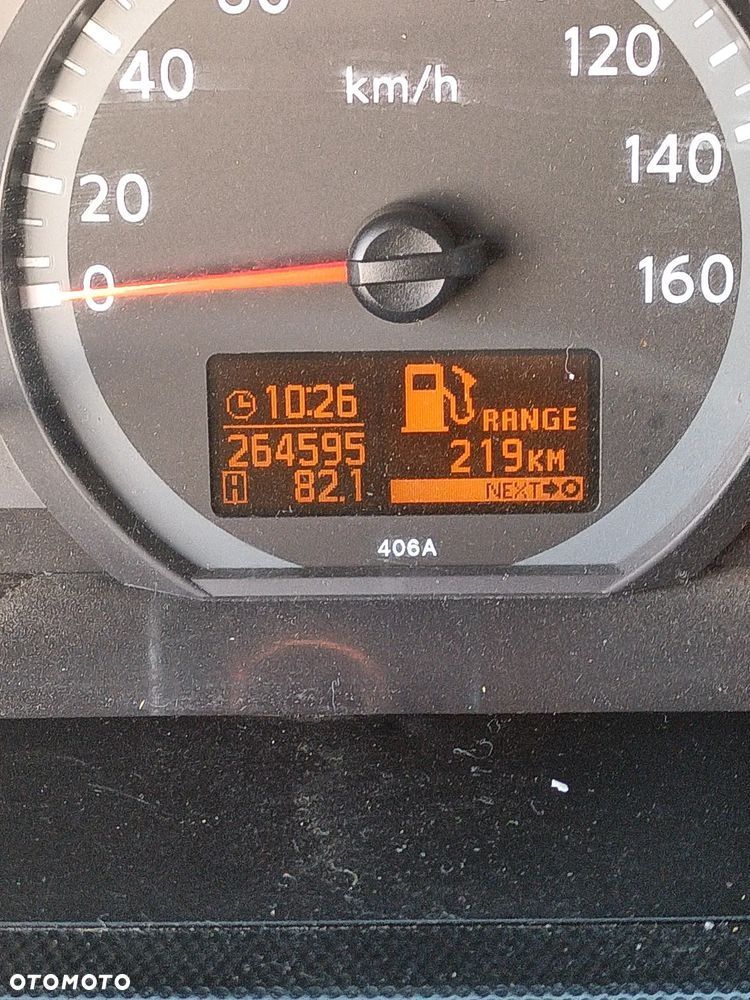 40
km/h
120
20
140
0
160
10:26
264595
A 82.1
RANGE
219KM
NEXT
406A
OTOMOTO